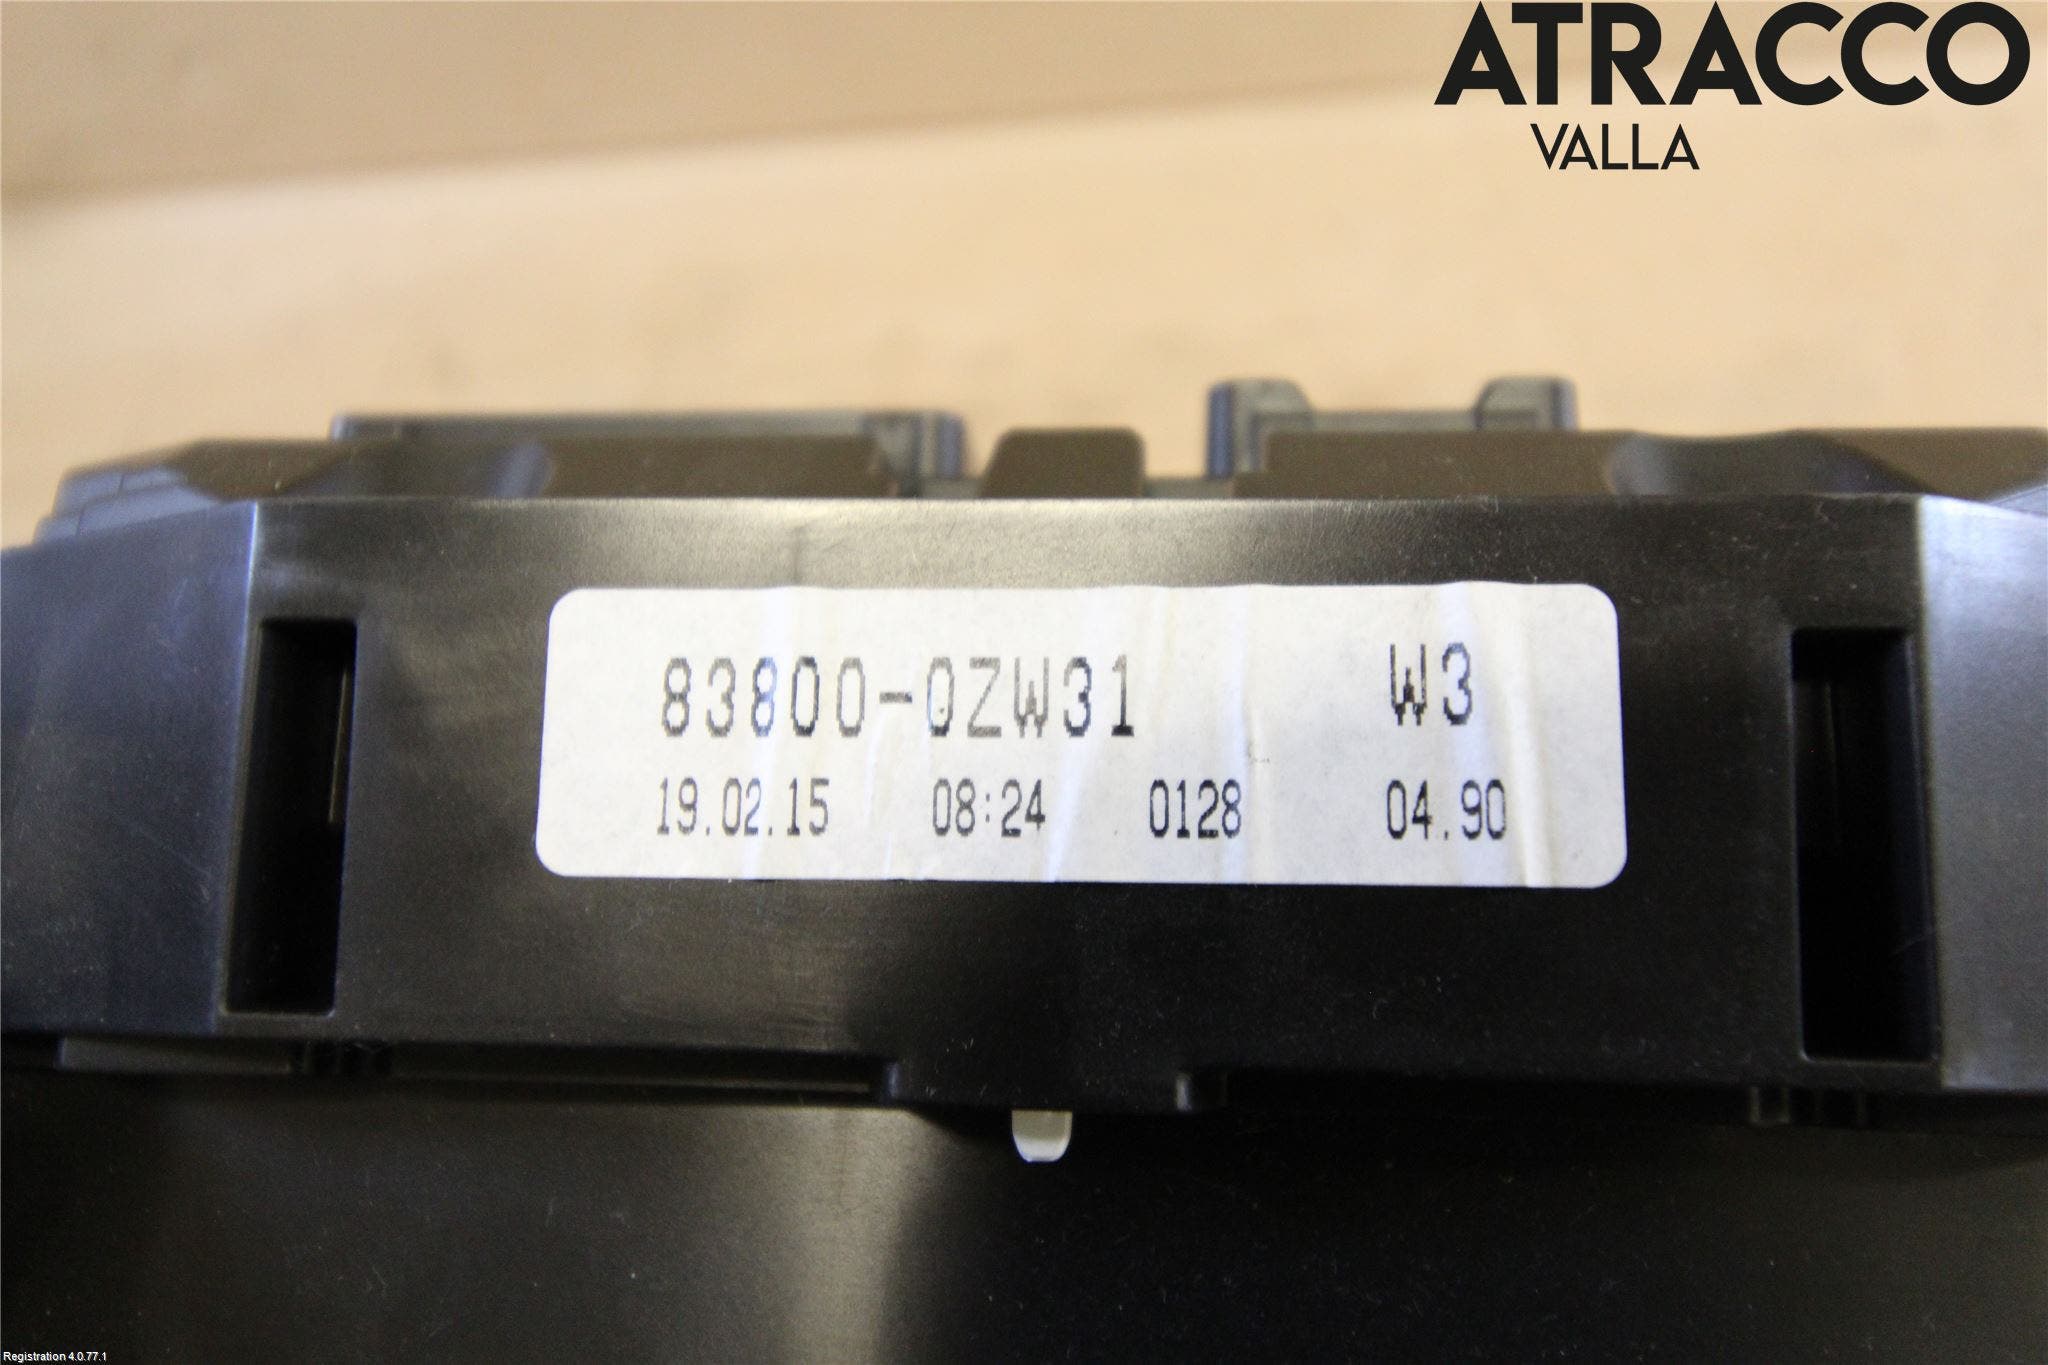 ATRACCO
VALLA
83800-0ZW31 W3
19.02.15 08:24 0128 04.90
Registration 4.0.77.1